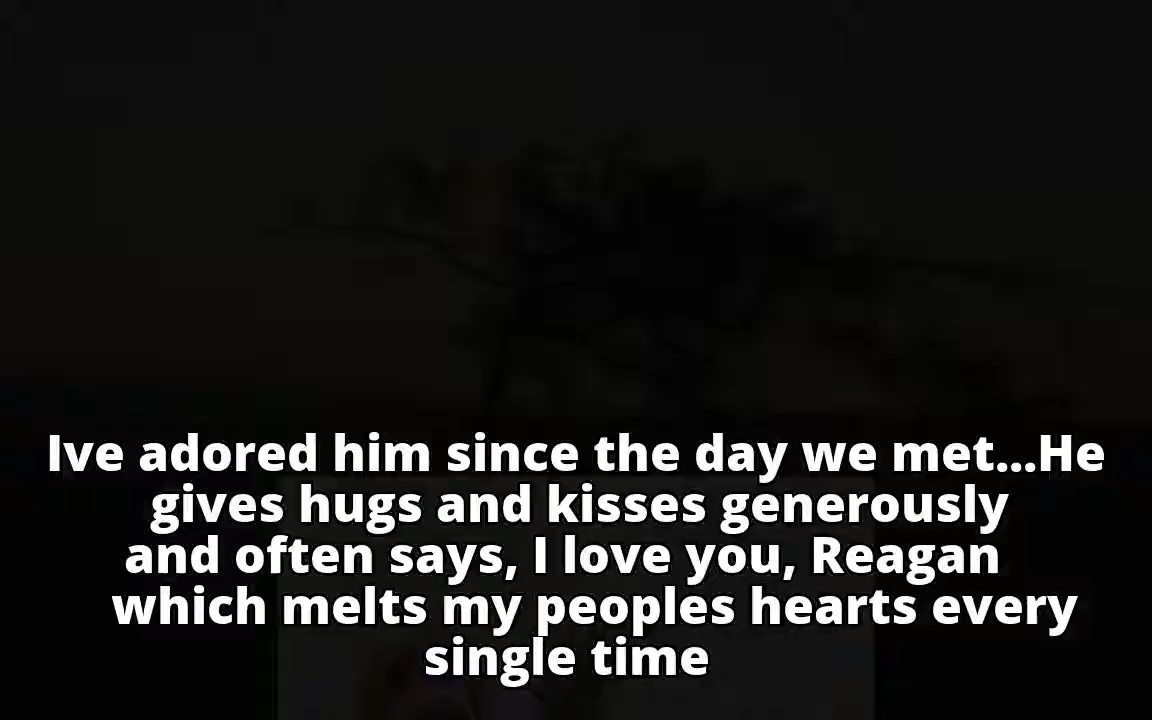 Ive adored him since the day we met...He
gives hugs and kisses generously
and often says, I love you, Reagan
which melts my peoples hearts every
single time